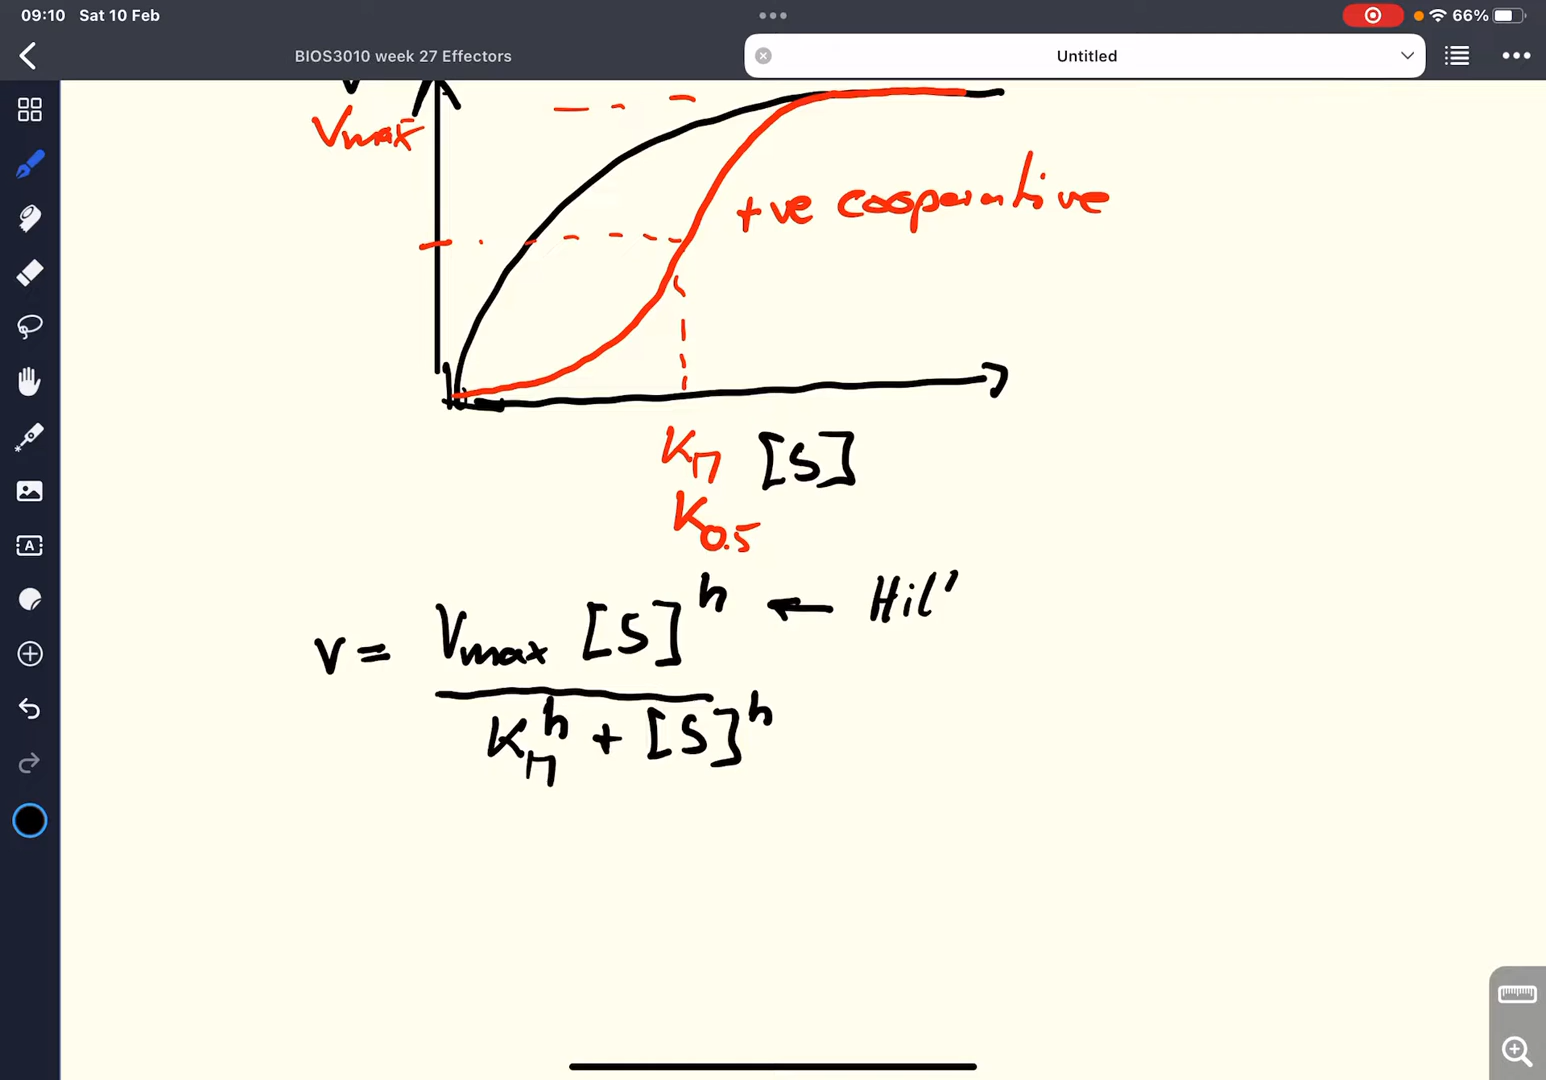 09:10 Sat 10 Feb
66%
BIOS3010 week 27 Effectors
Untitled
Vmax
+ve cooperative
Km [S]
K0.5
v = Vmax [S]^h ← Hil'
Km^h + [S]^h